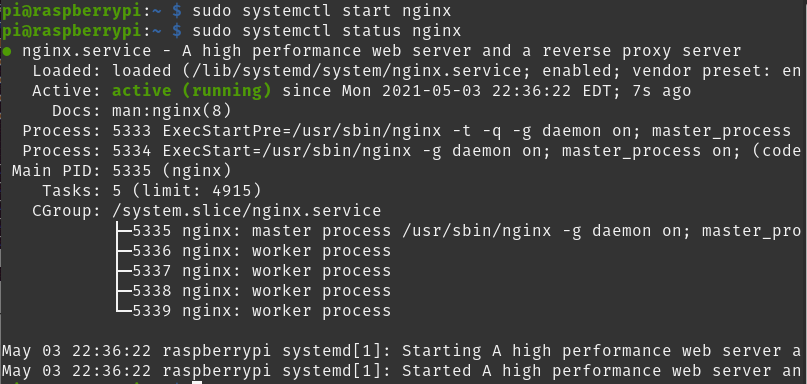 pi@raspberrypi:~ $ sudo systemctl start nginx
pi@raspberrypi:~ $ sudo systemctl status nginx
● nginx.service - A high performance web server and a reverse proxy server
   Loaded: loaded (/lib/systemd/system/nginx.service; enabled; vendor preset: en
   Active: active (running) since Mon 2021-05-03 22:36:22 EDT; 7s ago
     Docs: man:nginx(8)
  Process: 5333 ExecStartPre=/usr/sbin/nginx -t -q -g daemon on; master_process
  Process: 5334 ExecStart=/usr/sbin/nginx -g daemon on; master_process on; (code
 Main PID: 5335 (nginx)
    Tasks: 5 (limit: 4915)
   CGroup: /system.slice/nginx.service
           ├─5335 nginx: master process /usr/sbin/nginx -g daemon on; master_pro
           ├─5336 nginx: worker process
           ├─5337 nginx: worker process
           ├─5338 nginx: worker process
           └─5339 nginx: worker process
May 03 22:36:22 raspberrypi systemd[1]: Starting A high performance web server a
May 03 22:36:22 raspberrypi systemd[1]: Started A high performance web server an